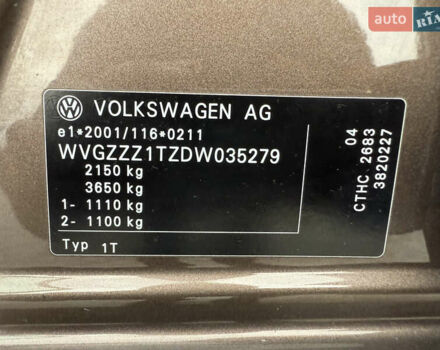 auto RIA
VOLKSWAGEN AG
e1*2001/116*0211
WVGZZZ1TZDW035279
2150 kg
3650 kg
1- 1110 kg
2- 1100 kg
Typ 1T
04
CTHC 2683
3820227